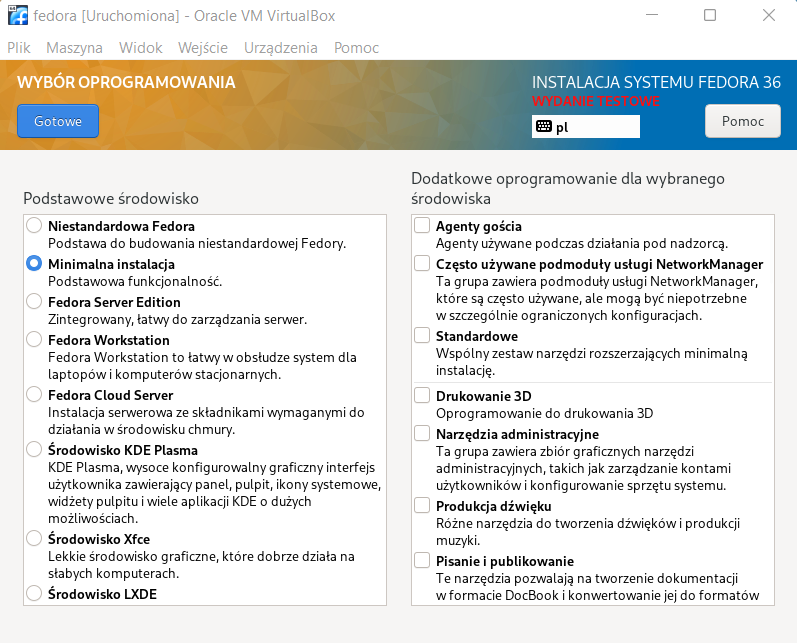 fedora [Uruchomiona] - Oracle VM VirtualBox
Plik Maszyna Widok Wejście Urządzenia Pomoc
WYBÓR OPROGRAMOWANIA
Gotowe
INSTALACJA SYSTEMU FEDORA 36
WYDANIE TESTOWE
pl
Pomoc
Podstawowe środowisko
Niestandardowa Fedora
Podstawa do budowania niestandardowej Fedory.
Minimalna instalacja
Podstawowa funkcjonalność.
Fedora Server Edition
Zintegrowany, łatwy do zarządzania serwer.
Fedora Workstation
Fedora Workstation to łatwy w obsłudze system dla
laptopów i komputerów stacjonarnych.
Fedora Cloud Server
Instalacja serwerowa ze składnikami wymaganymi do
działania w środowisku chmury.
Środowisko KDE Plasma
KDE Plasma, wysoce konfigurowalny graficzny interfejs
użytkownika zawierający panel, pulpit, ikony systemowe,
widżety pulpitu i wiele aplikacji KDE o dużych
możliwościach.
Środowisko Xfce
Lekkie środowisko graficzne, które dobrze działa na
słabych komputerach.
Środowisko LXDE
Dodatkowe oprogramowanie dla wybranego
środowiska
Agenty gościa
Agenty używane podczas działania pod nadzorcą.
Często używane podmoduły usługi NetworkManager
Ta grupa zawiera podmoduły usługi NetworkManager,
które są często używane, ale mogą być niepotrzebne
w szczególnie ograniczonych konfiguracjach.
Standardowe
Wspólny zestaw narzędzi rozszerzających minimalną
instalację.
Drukowanie 3D
Oprogramowanie do drukowania 3D
Narzędzia administracyjne
Ta grupa zawiera zbiór graficznych narzędzi
administracyjnych, takich jak zarządzanie kontami
użytkowników i konfigurowanie sprzętu systemu.
Produkcja dźwięku
Różne narzędzia do tworzenia dźwięków i produkcji
muzyki.
Pisanie i publikowanie
Te narzędzia pozwalają na tworzenie dokumentacji
w formacie DocBook i konwertowanie jej do formatów